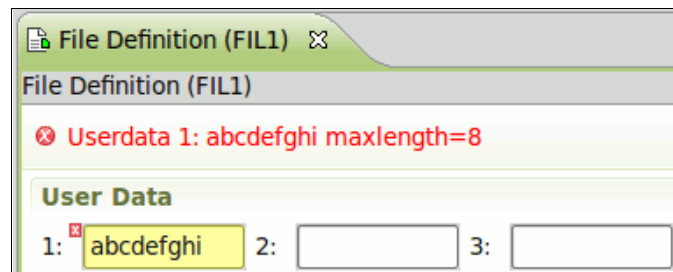 File Definition (FIL1)
File Definition (FIL1)
Userdata 1: abcdefghi maxlength=8
User Data
1: abcdefghi 2: 3: